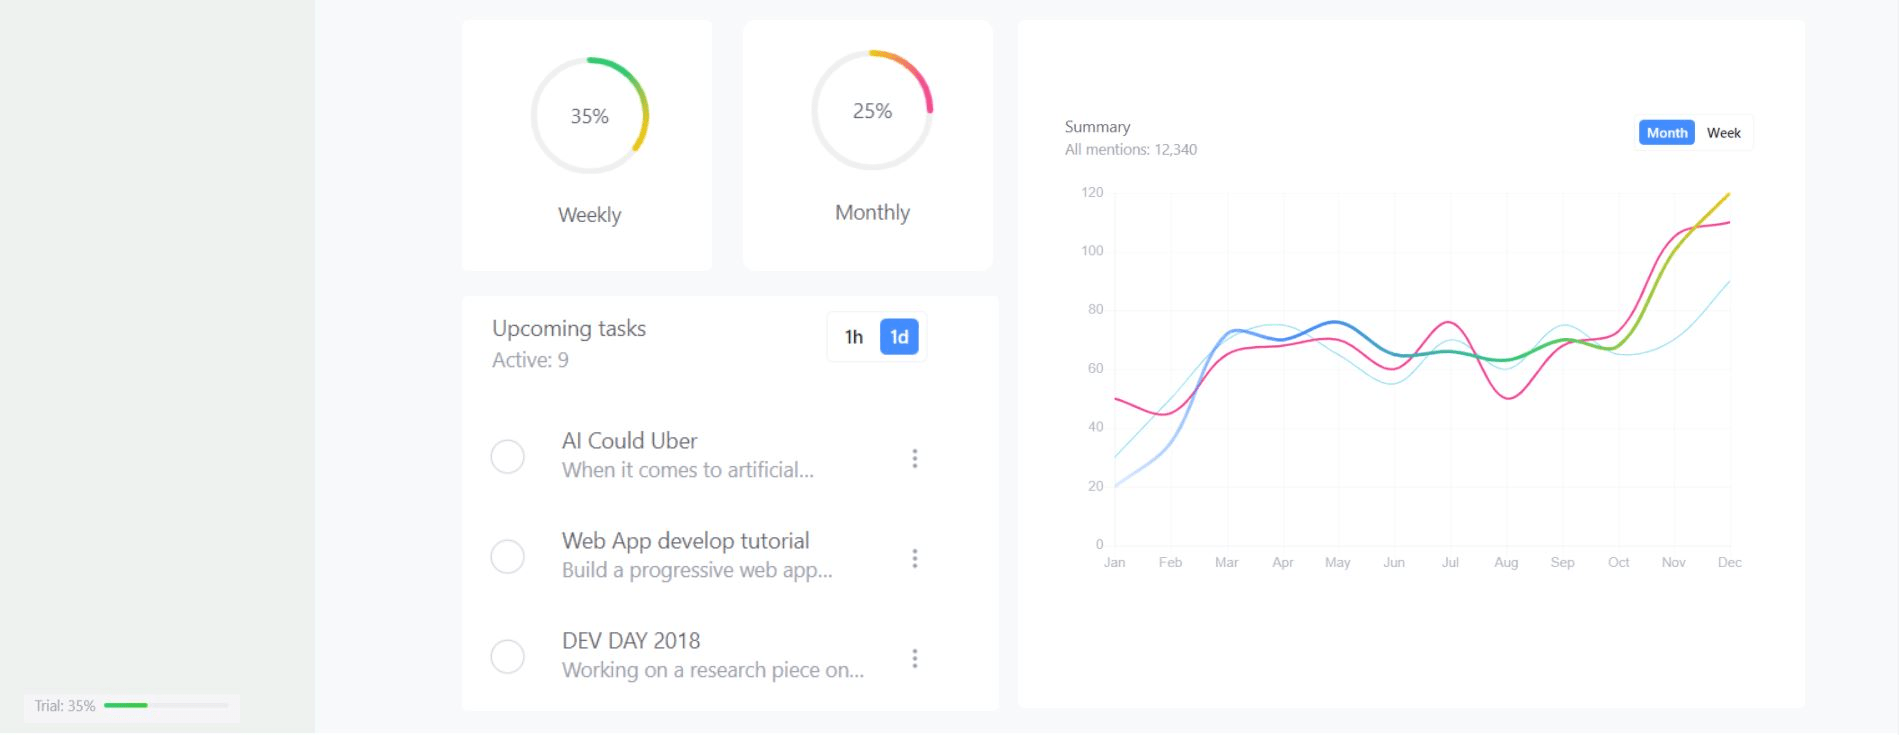 35%
Weekly
25%
Monthly
Upcoming tasks
Active: 9
1h 1d
AI Could Uber
When it comes to artificial...
Web App develop tutorial
Build a progressive web app...
DEV DAY 2018
Working on a research piece on...
Summary
All mentions: 12,340
Month Week
120
100
80
60
40
20
0
Jan Feb Mar Apr May Jun Jul Aug Sep Oct Nov Dec
Trial: 35%